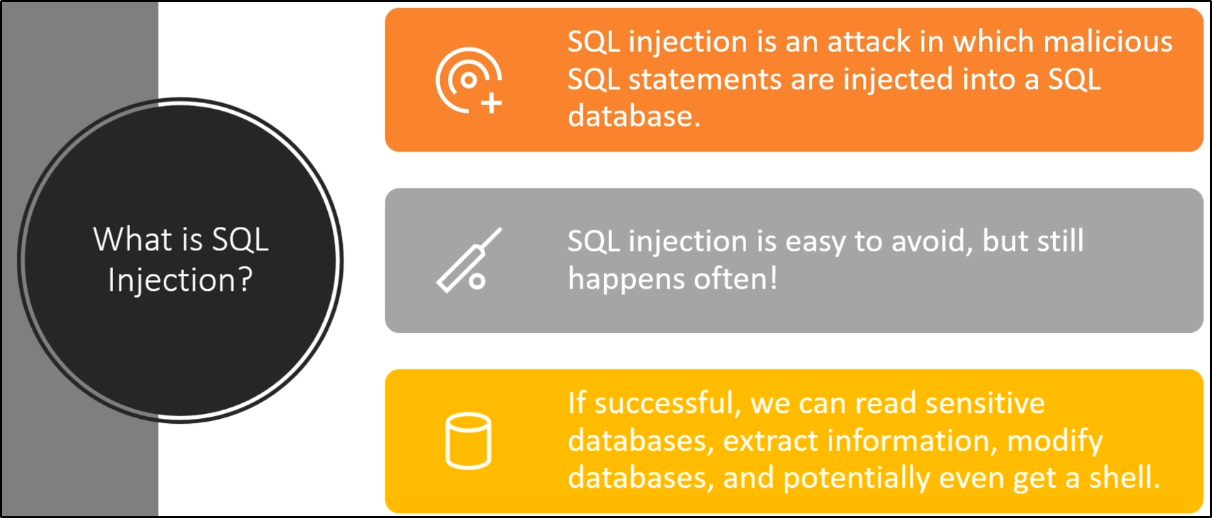 What is SQL
Injection?
SQL injection is an attack in which malicious
SQL statements are injected into a SQL
database.
SQL injection is easy to avoid, but still
happens often!
If successful, we can read sensitive
databases, extract information, modify
databases, and potentially even get a shell.